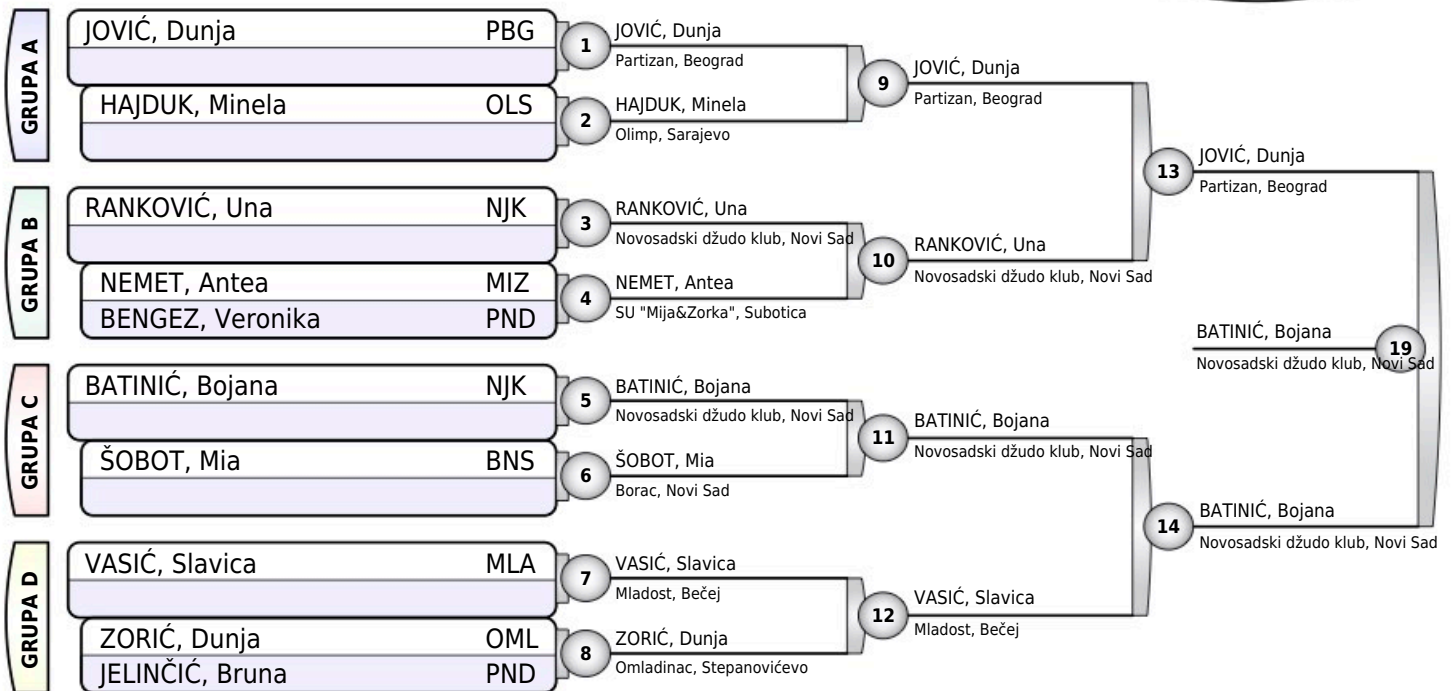 GRUPA A
JOVIĆ, Dunja PBG
HAJDUK, Minela OLS
1
JOVIĆ, Dunja
Partizan, Beograd
2
HAJDUK, Minela
Olimp, Sarajevo
GRUPA B
RANKOVIĆ, Una NJK
NEMET, Antea MIZ
BENGEZ, Veronika PND
3
RANKOVIĆ, Una
Novosadski džudo klub, Novi Sad
4
NEMET, Antea
SU "Mija&Zorka", Subotica
GRUPA C
BATINIĆ, Bojana NJK
ŠOBOT, Mia BNS
5
BATINIĆ, Bojana
Novosadski džudo klub, Novi Sad
6
ŠOBOT, Mia
Borac, Novi Sad
GRUPA D
VASIĆ, Slavica MLA
ZORIĆ, Dunja OML
JELINČIĆ, Bruna PND
7
VASIĆ, Slavica
Mladost, Bečej
8
ZORIĆ, Dunja
Omladinac, Stepanovićevo
9
JOVIĆ, Dunja
Partizan, Beograd
10
RANKOVIĆ, Una
Novosadski džudo klub, Novi Sad
11
BATINIĆ, Bojana
Novosadski džudo klub, Novi Sad
12
VASIĆ, Slavica
Mladost, Bečej
13
JOVIĆ, Dunja
Partizan, Beograd
14
BATINIĆ, Bojana
Novosadski džudo klub, Novi Sad
BATINIĆ, Bojana
19
Novosadski džudo klub, Novi Sad